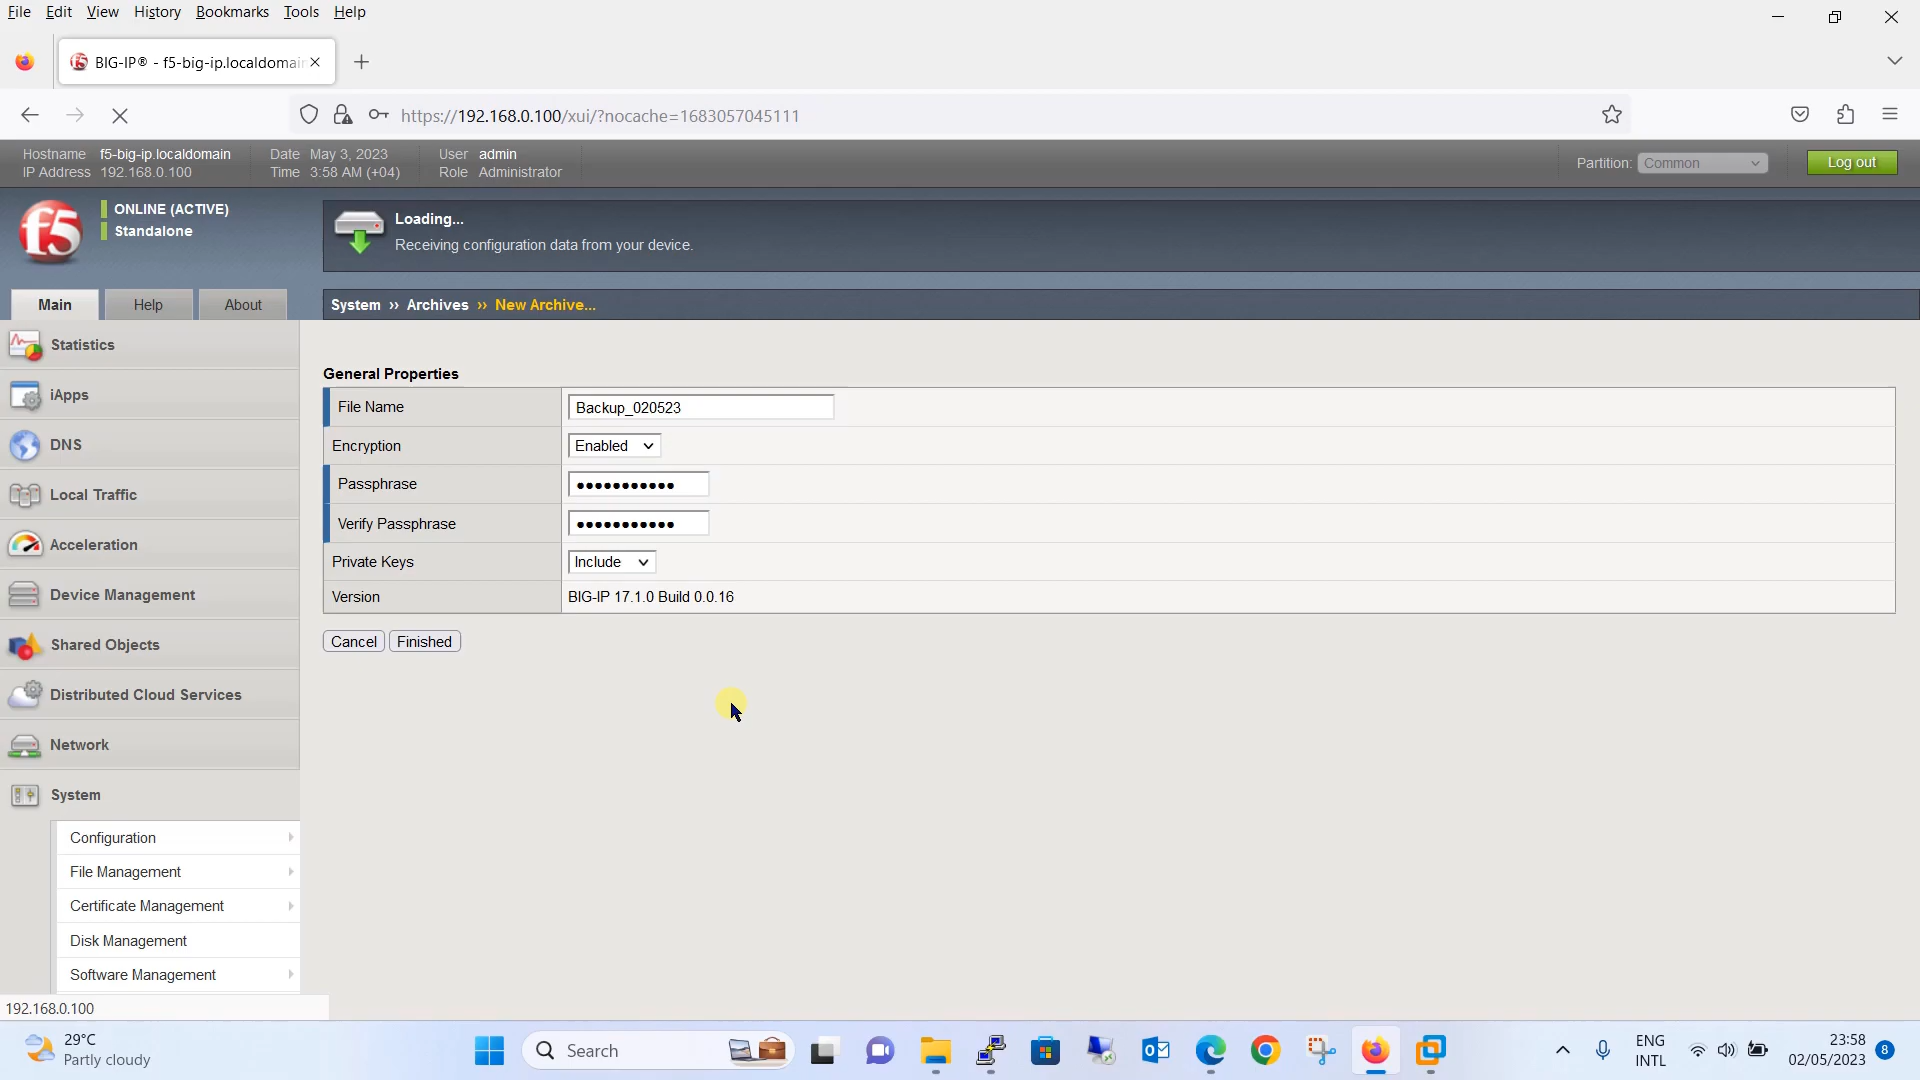 File Edit View History Bookmarks Tools Help
BIG-IP® - f5-big-ip.localdomai
https://192.168.0.100/xui/?nocache=1683057045111
Hostname f5-big-ip.localdomain Date May 3, 2023 User admin
IP Address 192.168.0.100 Time 3:58 AM (+04) Role Administrator
Partition: Common Log out
f5
ONLINE (ACTIVE)
Standalone
Loading...
Receiving configuration data from your device.
Main Help About
System ›› Archives ›› New Archive...
Statistics
iApps
DNS
Local Traffic
Acceleration
Device Management
Shared Objects
Distributed Cloud Services
Network
System
Configuration
File Management
Certificate Management
Disk Management
Software Management
General Properties
File Name Backup_020523
Encryption Enabled
Passphrase ●●●●●●●●●●●
Verify Passphrase ●●●●●●●●●●●
Private Keys Include
Version BIG-IP 17.1.0 Build 0.0.16
Cancel Finished
192.168.0.100
29°C
Partly cloudy
Search
ENG
INTL
23:58
02/05/2023
8